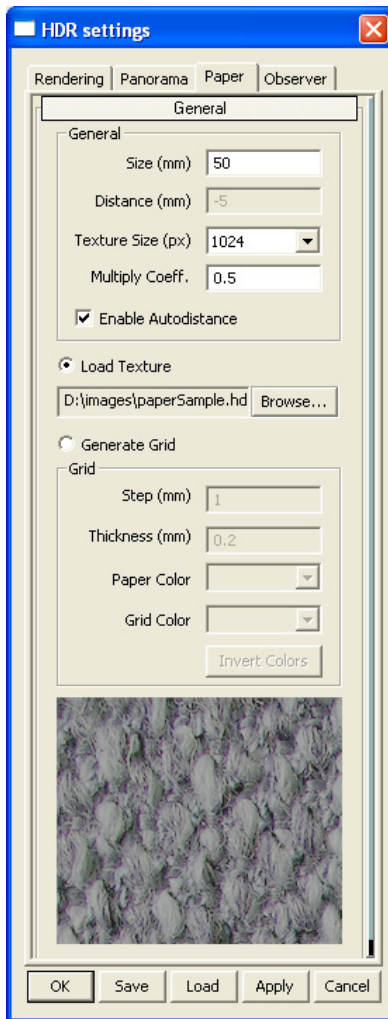 HDR settings
Rendering Panorama Paper Observer
General
General
Size (mm) 50
Distance (mm) -5
Texture Size (px) 1024
Multiply Coeff. 0.5
Enable Autodistance
Load Texture
D:\images\paperSample.hd Browse...
Generate Grid
Grid
Step (mm) 1
Thickness (mm) 0.2
Paper Color
Grid Color
Invert Colors
OK Save Load Apply Cancel